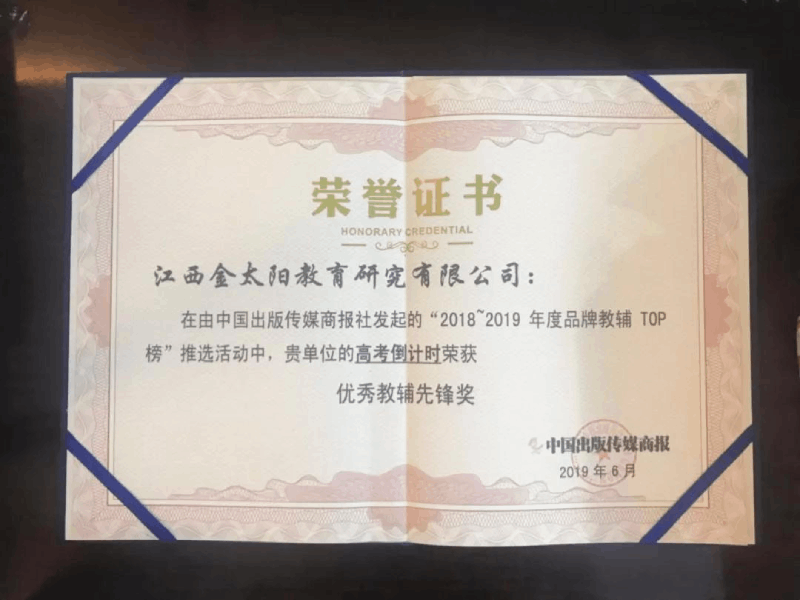 荣誉证书
HONORARY CREDENTIAL
江西金太阳教育研究有限公司：
在由中国出版传媒商报社发起的“2018~2019 年度品牌教辅 TOP
榜”推选活动中，贵单位的高考倒计时荣获
优秀教辅先锋奖
中国出版传媒商报
2019 年 6 月